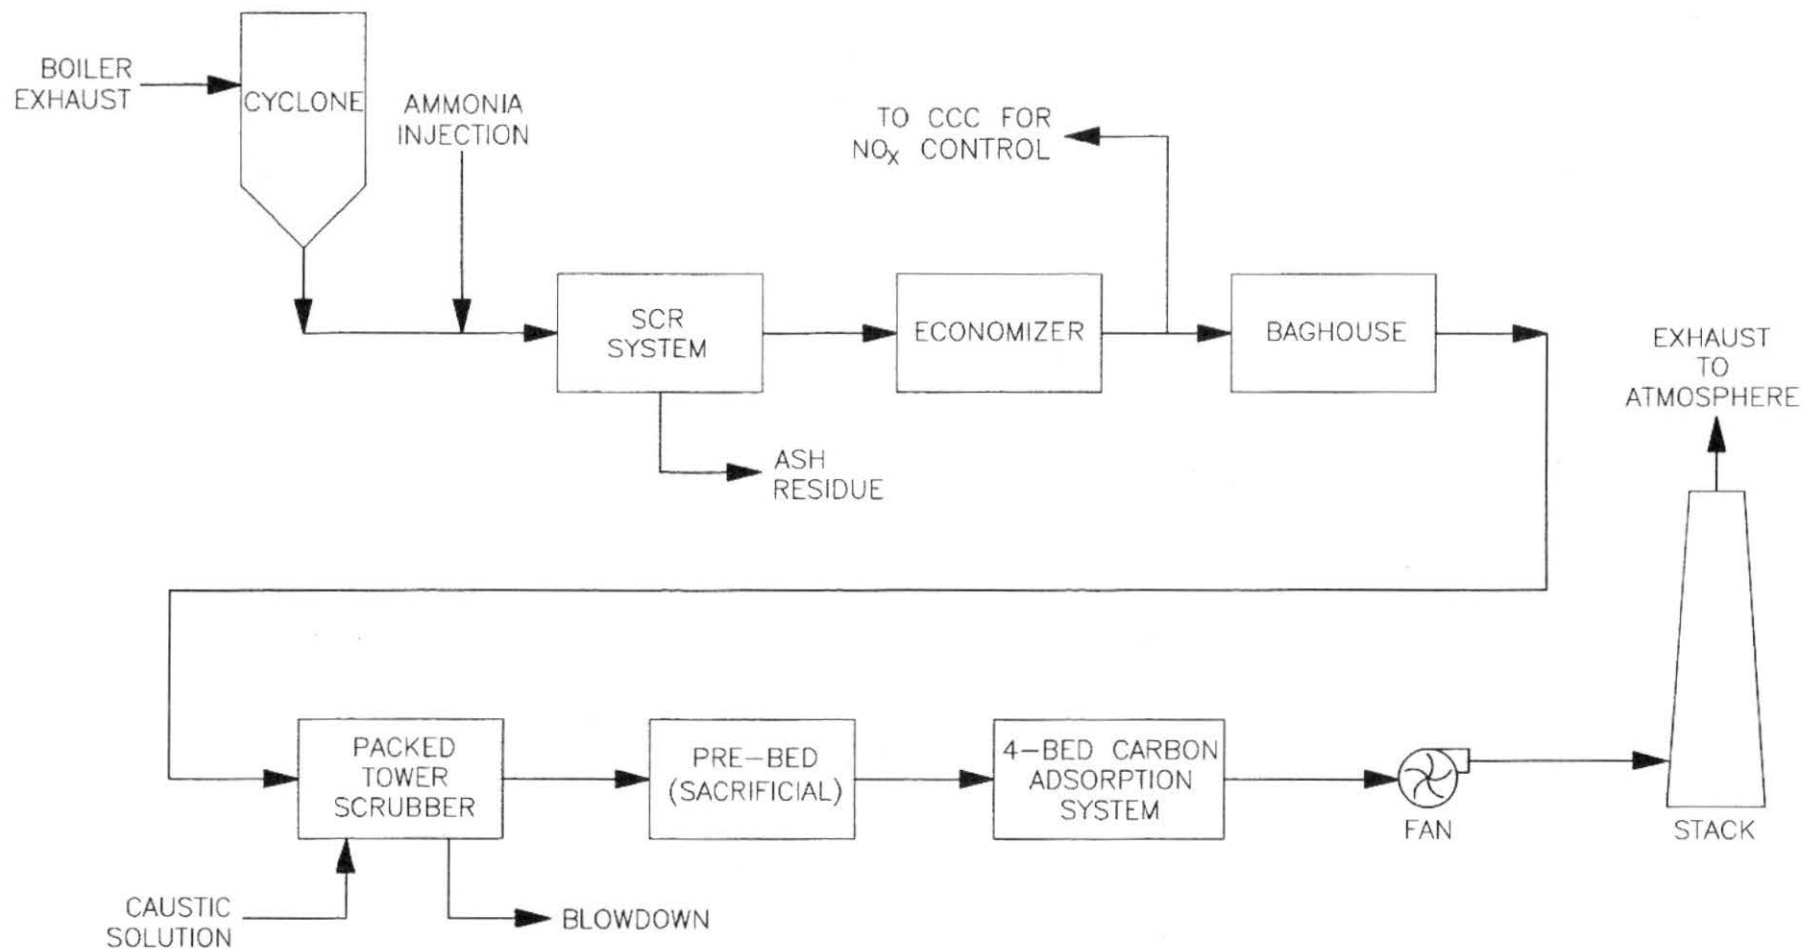 BOILER
EXHAUST
CYCLONE
AMMONIA
INJECTION
TO CCC FOR
NOx CONTROL
SCR
SYSTEM
ECONOMIZER
BAGHOUSE
EXHAUST
TO
ATMOSPHERE
ASH
RESIDUE
PACKED
TOWER
SCRUBBER
PRE-BED
(SACRIFICIAL)
4-BED CARBON
ADSORPTION
SYSTEM
FAN
STACK
CAUSTIC
SOLUTION
BLOWDOWN